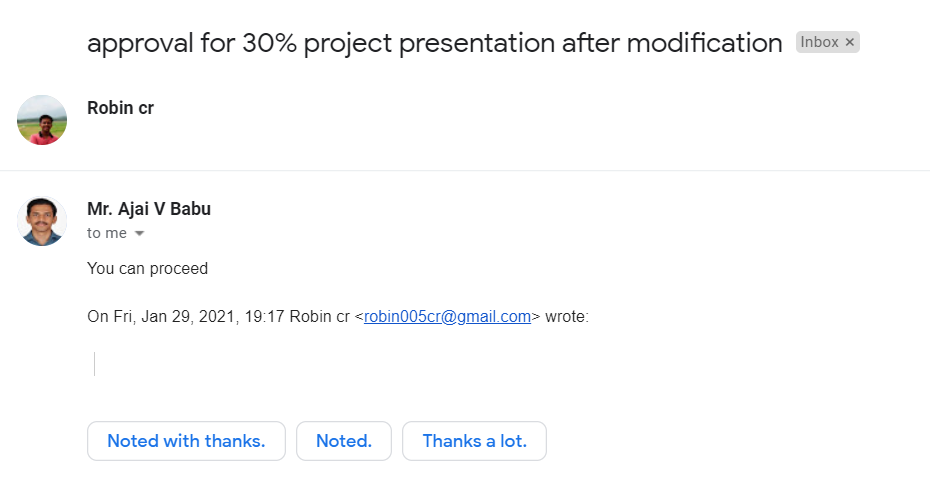 approval for 30% project presentation after modification Inbox ×
Robin cr
Mr. Ajai V Babu
to me
You can proceed
On Fri, Jan 29, 2021, 19:17 Robin cr <robin005cr@gmail.com> wrote:
Noted with thanks. Noted. Thanks a lot.